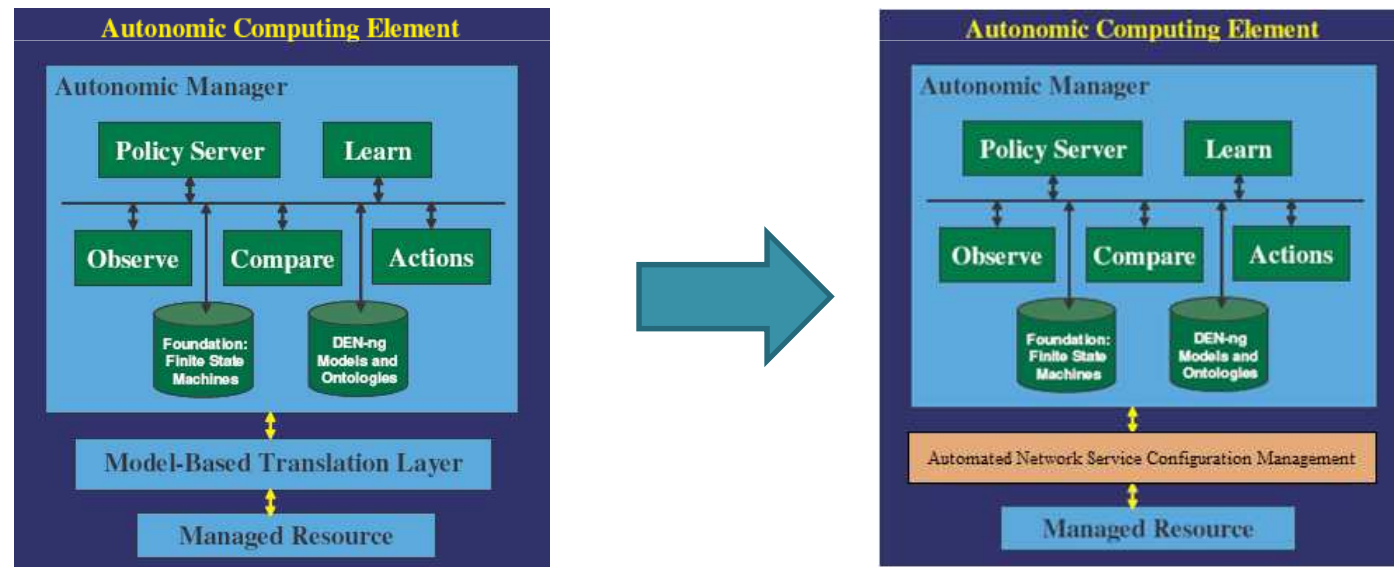 Autonomic Computing Element
Autonomic Manager
Policy Server
Learn
Observe
Compare
Actions
Foundation:
Finite State
Machines
DEN-ng
Models and
Ontologies
Model-Based Translation Layer
Managed Resource
Autonomic Computing Element
Autonomic Manager
Policy Server
Learn
Observe
Compare
Actions
Foundation:
Finite State
Machines
DEN-ng
Models and
Ontologies
Automated Network Service Configuration Management
Managed Resource